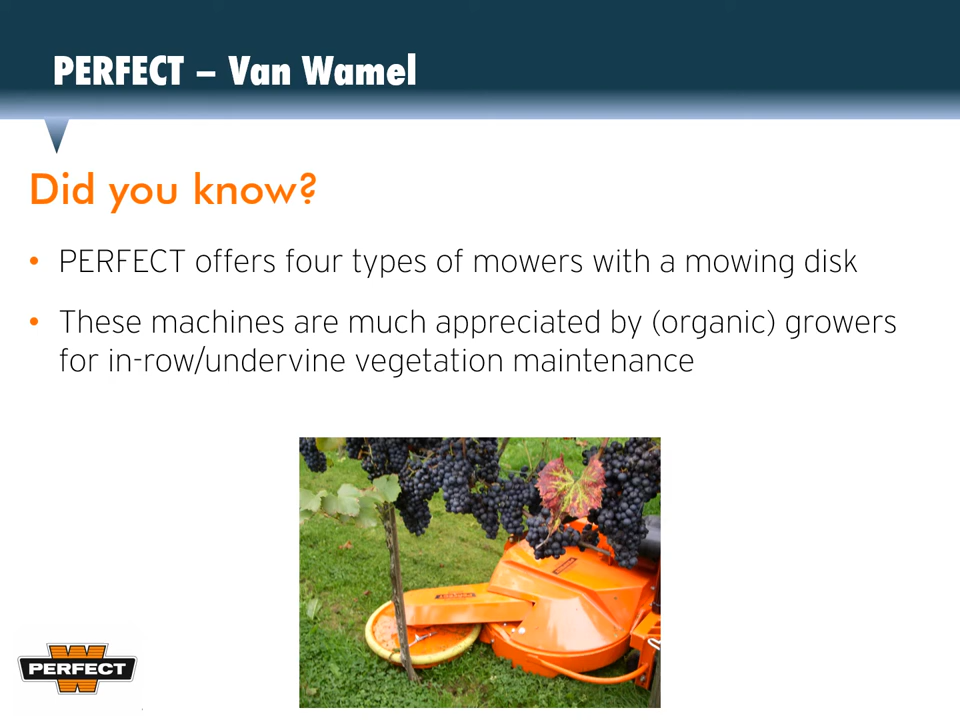 PERFECT – Van Wamel
Did you know?
• PERFECT offers four types of mowers with a mowing disk
• These machines are much appreciated by (organic) growers
for in-row/undervine vegetation maintenance
W
PERFECT